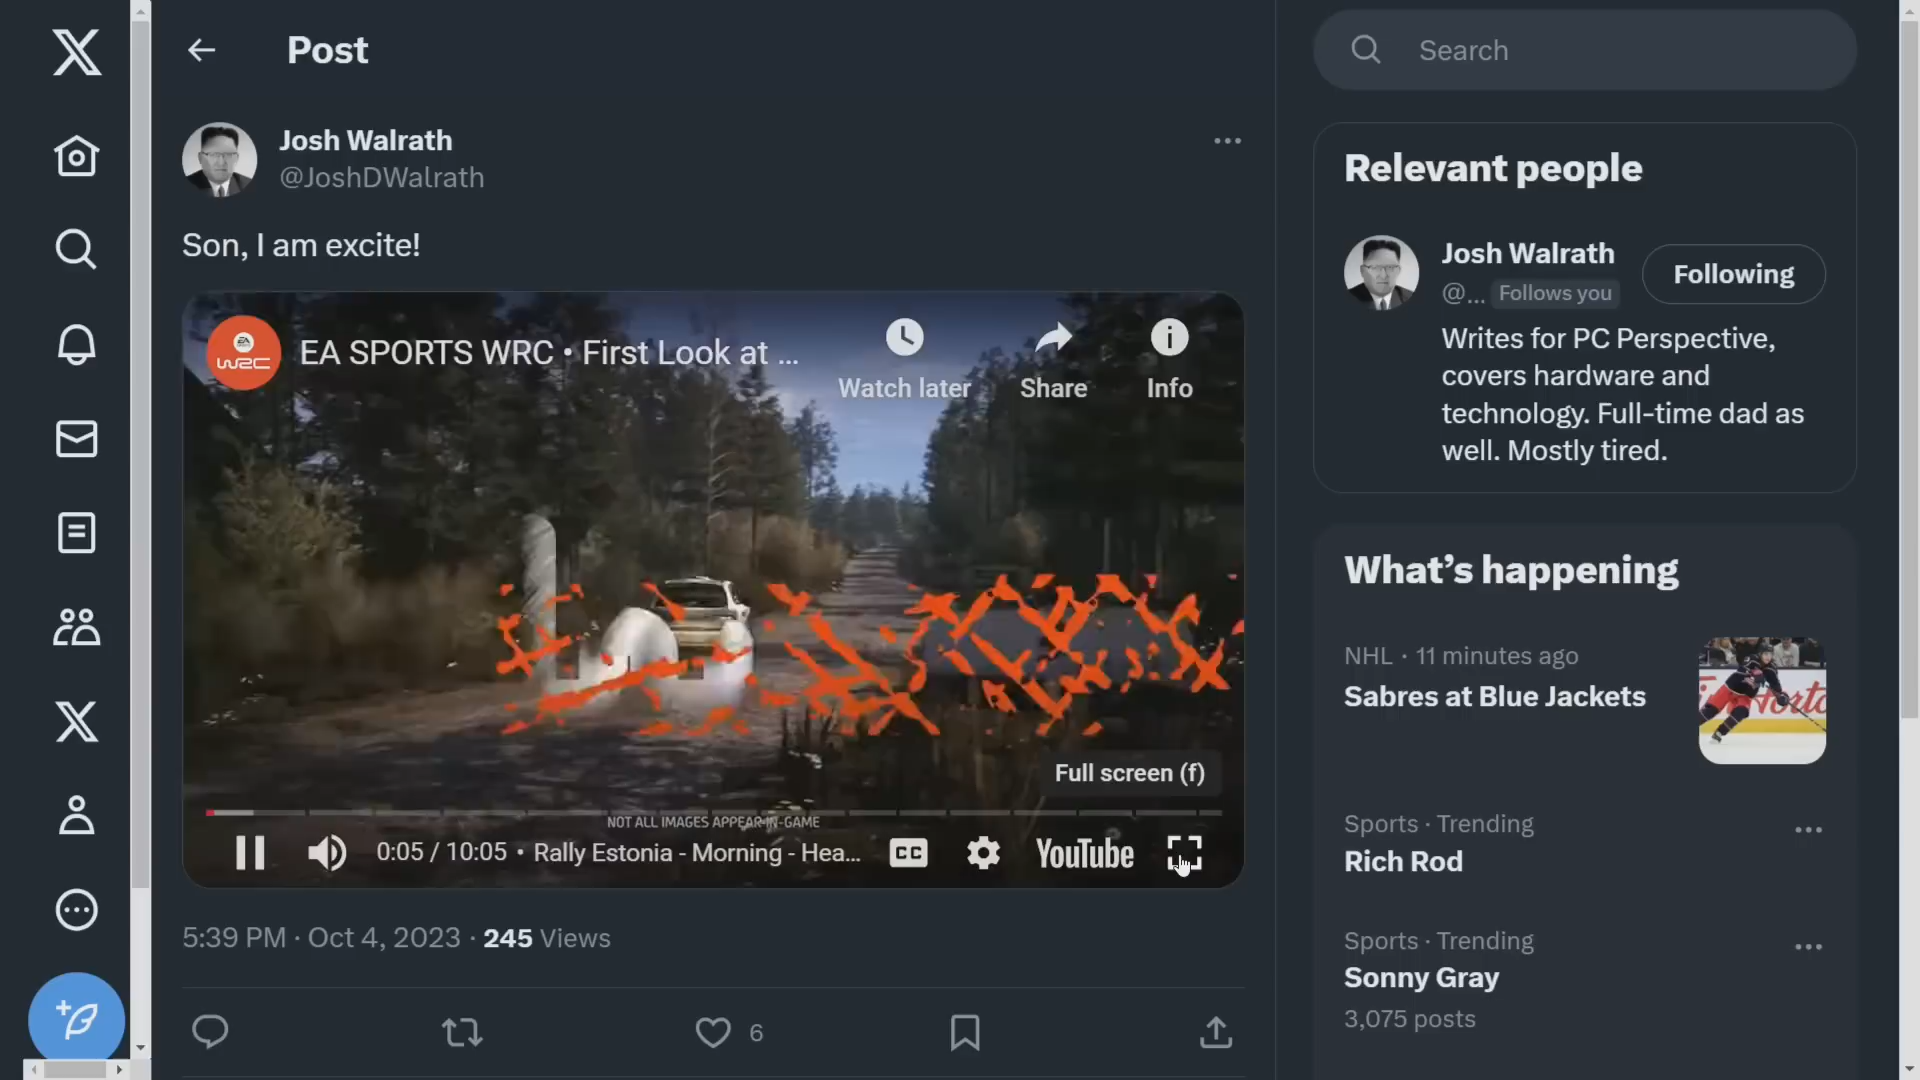 Post
Search
Josh Walrath
@JoshDWalrath
Son, I am excite!
EA SPORTS WRC • First Look at ...
Watch later
Share
Info
EA
WRC
Full screen (f)
NOT ALL IMAGES APPEAR IN-GAME
0:05 / 10:05 • Rally Estonia - Morning - Hea...
CC
YouTube
5:39 PM · Oct 4, 2023 · 245 Views
6
Relevant people
Josh Walrath
@...
Follows you
Following
Writes for PC Perspective,
covers hardware and
technology. Full-time dad as
well. Mostly tired.
What's happening
NHL · 11 minutes ago
Sabres at Blue Jackets
Sports · Trending
Rich Rod
Sports · Trending
Sonny Gray
3,075 posts